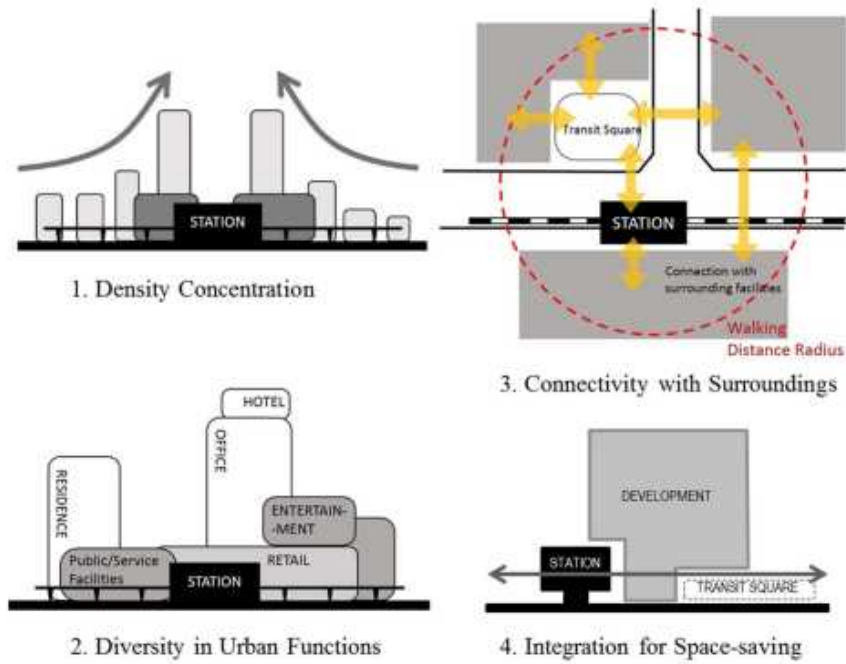 STATION
1. Density Concentration
Transit Square
STATION
Connection with
surrounding facilities
Walking
Distance Radius
3. Connectivity with Surroundings
HOTEL
OFFICE
RESIDENCE
ENTERTAIN-
-MENT
Public/Service
Facilities
RETAIL
STATION
2. Diversity in Urban Functions
DEVELOPMENT
STATION
TRANSIT SQUARE
4. Integration for Space-saving